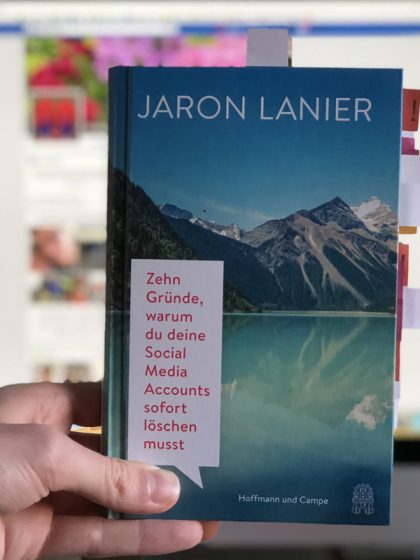 JARON LANIER
Zehn
Gründe,
warum
du deine
Social
Media
Accounts
sofort
löschen
musst
Hoffmann und Campe